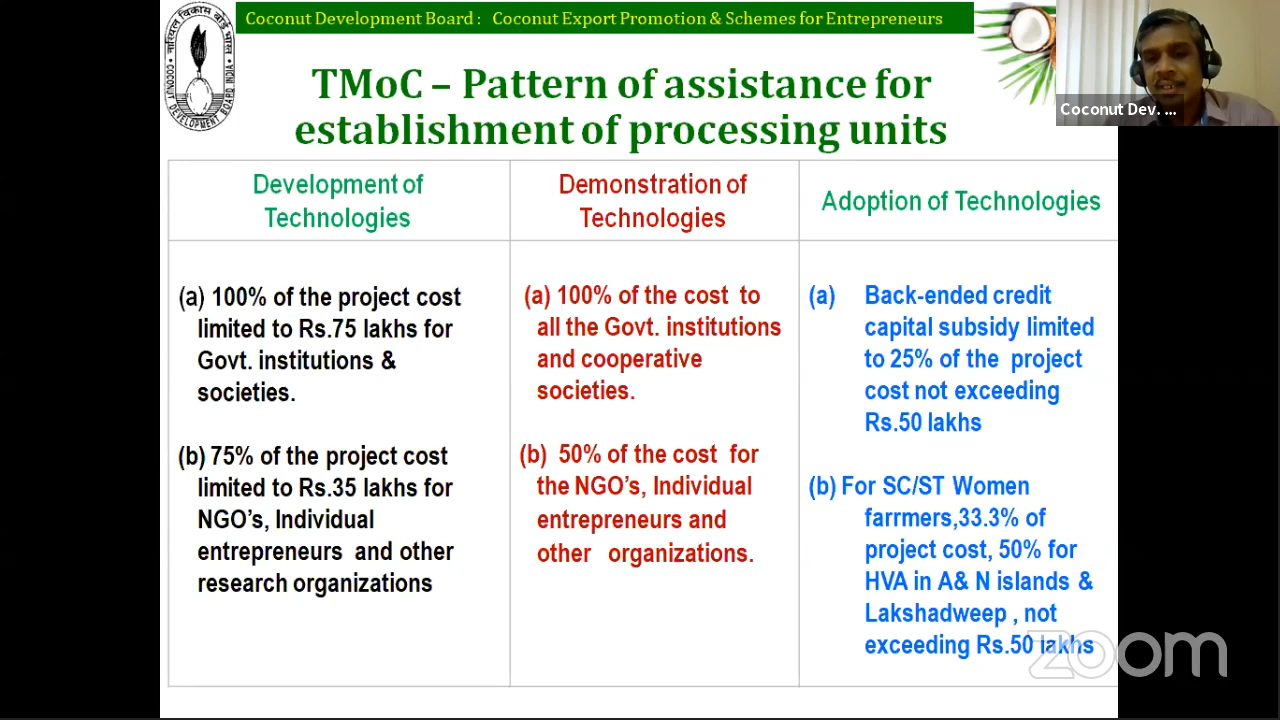 Coconut Development Board : Coconut Export Promotion & Schemes for Entrepreneurs
नारियल विकास बोर्ड भारत
COCONUT DEVELOPMENT BOARD INDIA
Coconut Dev. ...
TMoC – Pattern of assistance for
establishment of processing units
Development of
Technologies
(a) 100% of the project cost
limited to Rs.75 lakhs for
Govt. institutions &
societies.
(b) 75% of the project cost
limited to Rs.35 lakhs for
NGO's, Individual
entrepreneurs and other
research organizations
Demonstration of
Technologies
(a) 100% of the cost to
all the Govt. institutions
and cooperative
societies.
(b) 50% of the cost for
the NGO's, Individual
entrepreneurs and
other organizations.
Adoption of Technologies
(a) Back-ended credit
capital subsidy limited
to 25% of the project
cost not exceeding
Rs.50 lakhs
(b) For SC/ST Women
farrmers,33.3% of
project cost, 50% for
HVA in A& N islands &
Lakshadweep , not
exceeding Rs.50 lakhs
zoom